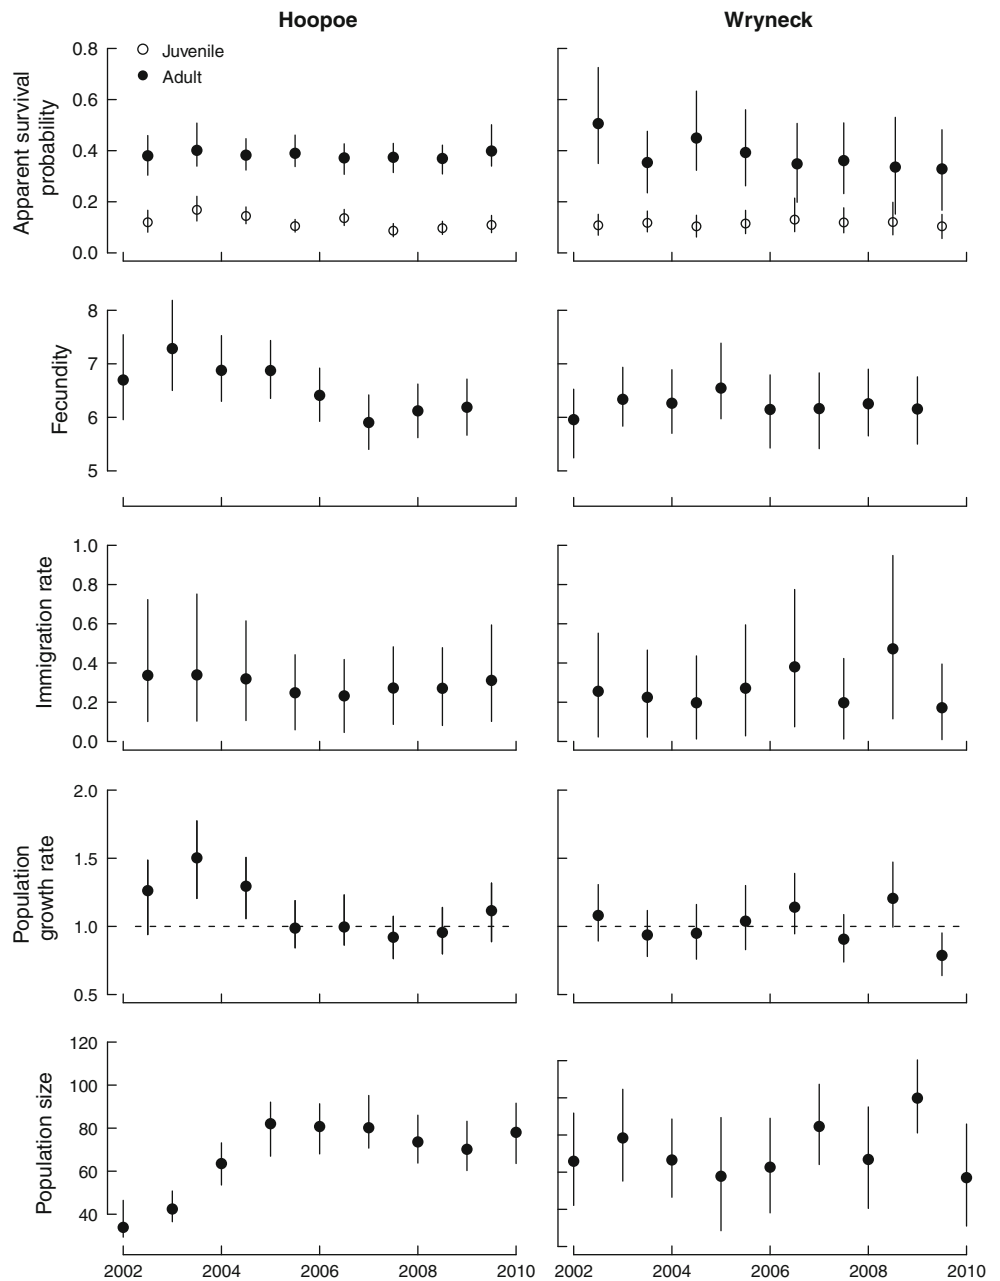 Hoopoe
Wryneck
Juvenile
Adult
Apparent survival
probability
0.8
0.6
0.4
0.2
0.0
Fecundity
8
7
6
5
Immigration rate
1.0
0.8
0.6
0.4
0.2
0.0
Population
growth rate
2.0
1.5
1.0
0.5
Population size
120
100
80
60
40
2002 2004 2006 2008 2010
2002 2004 2006 2008 2010